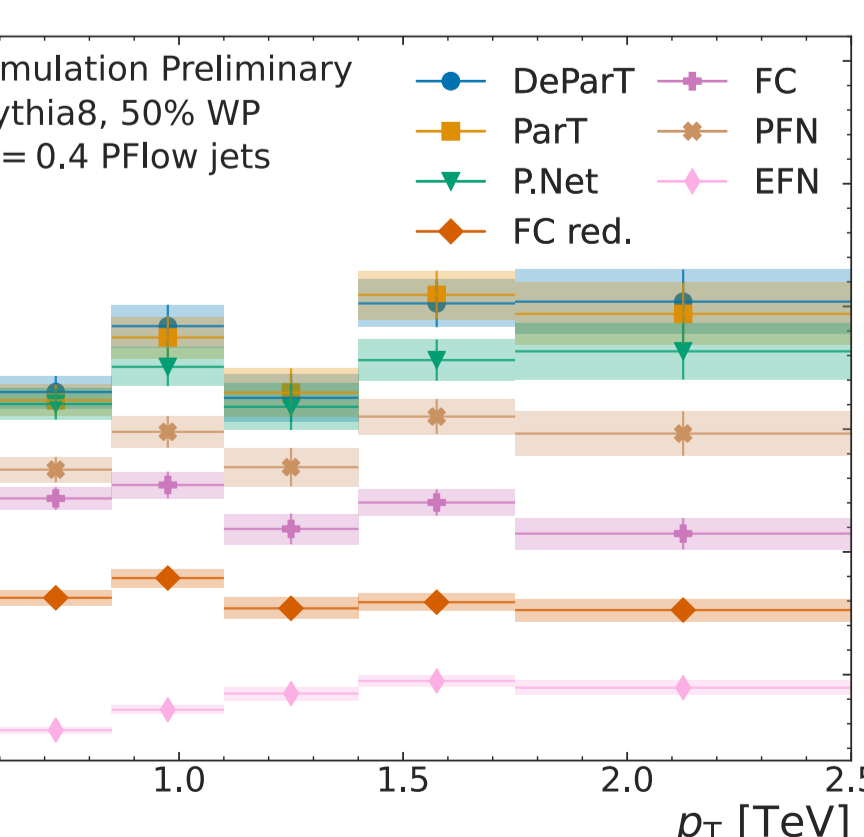 mulation Preliminary
ythia8, 50% WP
= 0.4 PFlow jets
DeParT
ParT
P.Net
FC red.
FC
PFN
EFN
1.0 1.5 2.0 2.5
p_T [TeV]